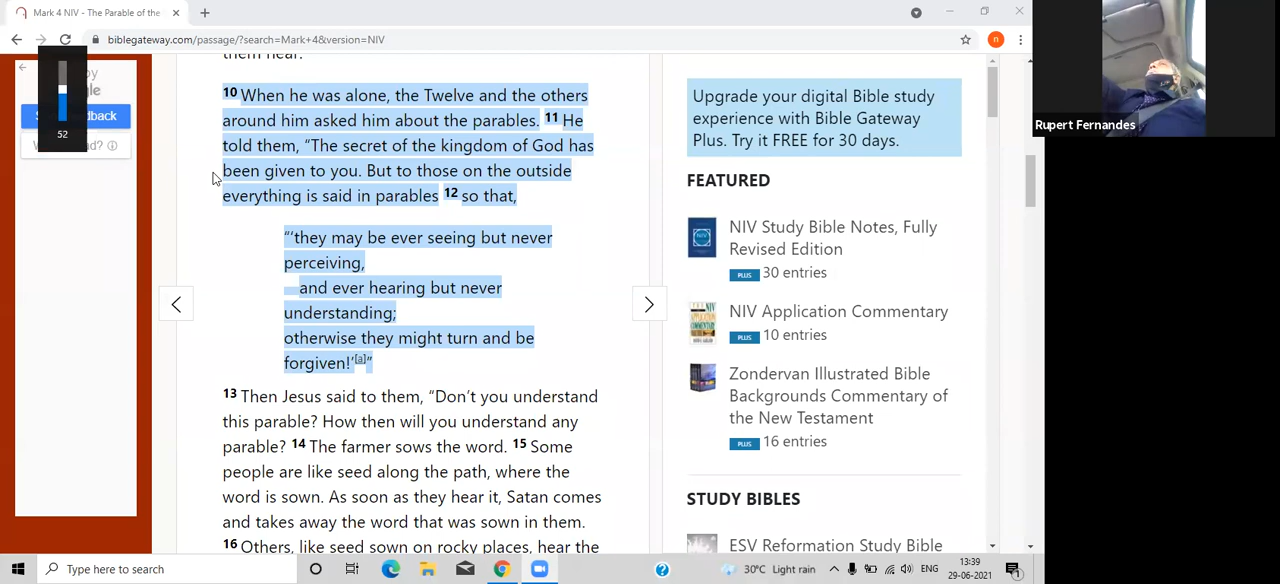 Mark 4 NIV - The Parable of the
biblegateway.com/passage/?search=Mark+4&version=NIV
n
by
gle
S
dback
52
them hear.
10 When he was alone, the Twelve and the others
around him asked him about the parables. 11 He
told them, “The secret of the kingdom of God has
been given to you. But to those on the outside
everything is said in parables 12 so that,
“‘they may be ever seeing but never
perceiving,
and ever hearing but never
understanding;
otherwise they might turn and be
forgiven!’[a]”
13 Then Jesus said to them, “Don’t you understand
this parable? How then will you understand any
parable? 14 The farmer sows the word. 15 Some
people are like seed along the path, where the
word is sown. As soon as they hear it, Satan comes
and takes away the word that was sown in them.
16 Others, like seed sown on rocky places, hear the
Upgrade your digital Bible study
experience with Bible Gateway
Plus. Try it FREE for 30 days.
FEATURED
NIV Study Bible Notes, Fully
Revised Edition
PLUS 30 entries
NIV Application Commentary
PLUS 10 entries
Zondervan Illustrated Bible
Backgrounds Commentary of
the New Testament
PLUS 16 entries
STUDY BIBLES
ESV Reformation Study Bible
Rupert Fernandes
Type here to search
30°C Light rain
ENG
13:39
29-06-2021
1